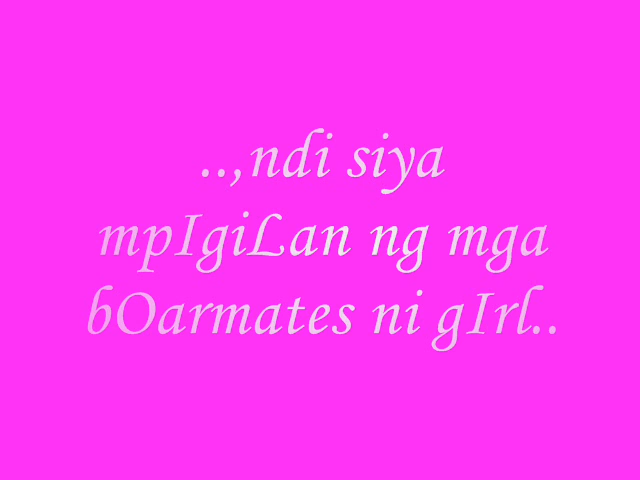 ..,ndi siya
mpIgiLan ng mga
bOarmates ni gIrl..